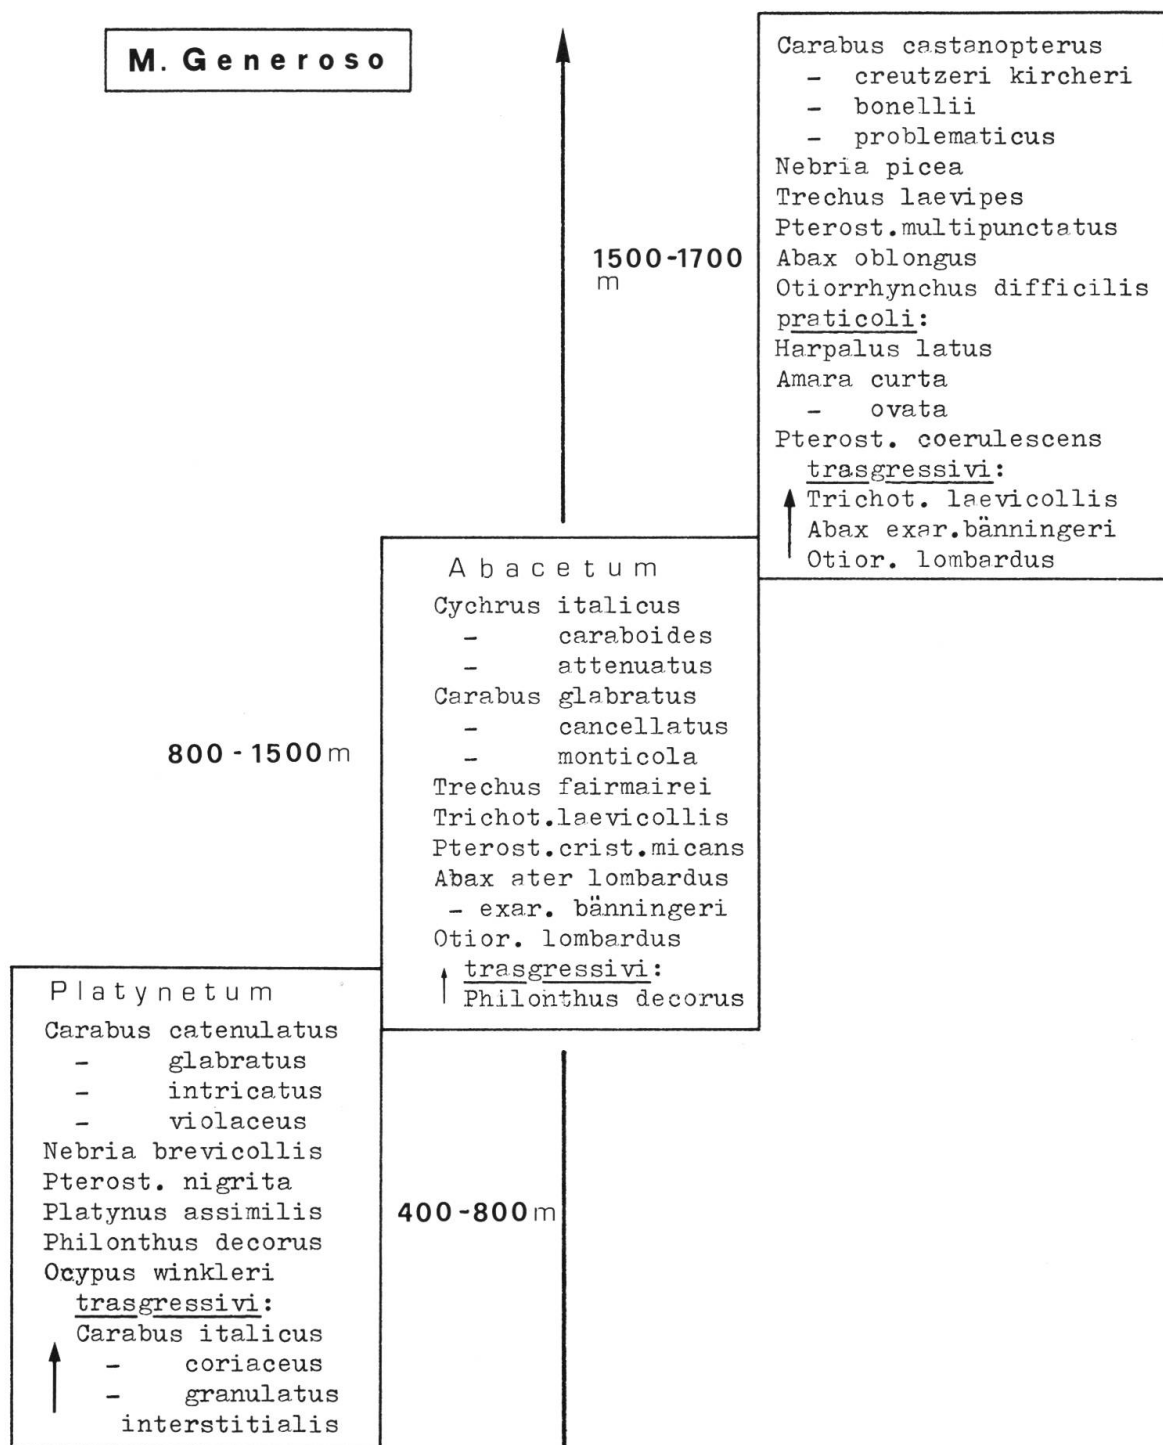 M. Generoso
Carabus castanopterus
- creutzeri kircheri
- bonellii
- problematicus
Nebria picea
Trechus laevipes
Pterost.multipunctatus
Abax oblongus
Otiorrhynchus difficilis
praticoli:
Harpalus latus
Amara curta
- ovata
Pterost. coerulescens
trasgressivi:
Trichot. laevicollis
Abax exar.bänningeri
Otior. lombardus
1500-1700
m
Abacetum
Cychrus italicus
- caraboides
- attenuatus
Carabus glabratus
- cancellatus
- monticola
Trechus fairmairei
Trichot.laevicollis
Pterost.crist.micans
Abax ater lombardus
- exar. bänningeri
Otior. lombardus
trasgressivi:
Philonthus decorus
800-1500m
Platynetum
Carabus catenulatus
- glabratus
- intricatus
- violaceus
Nebria brevicollis
Pterost. nigrita
Platynus assimilis
Philonthus decorus
Ocypus winkleri
trasgressivi:
Carabus italicus
- coriaceus
- granulatus
interstitialis
400-800m